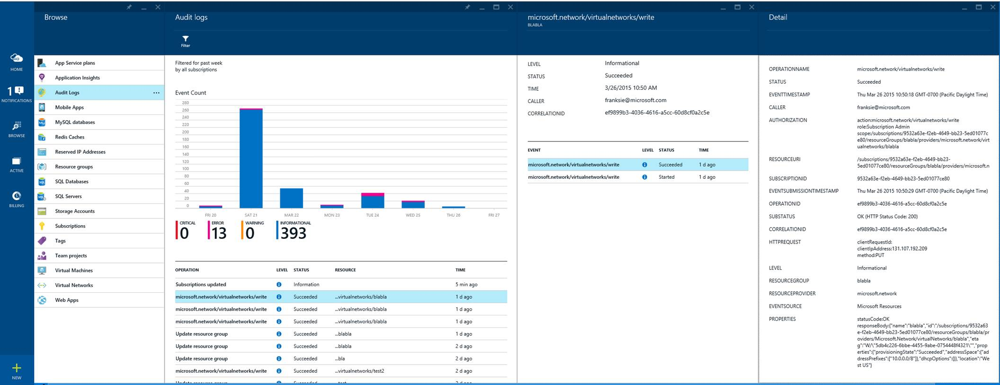 HOME
1
NOTIFICATIONS
BROWSE
ACTIVE
BILLING
NEW
Browse
App Service plans
Application Insights
Audit Logs ...
Mobile Apps
MySQL databases
Redis Caches
Reserved IP Addresses
Resource groups
SQL Databases
SQL Servers
Storage Accounts
Subscriptions
Tags
Team projects
Virtual Machines
Virtual Networks
Web Apps
Audit logs
Filter
Filtered for past week
by all subscriptions
Event Count
280
260
240
220
200
180
160
140
120
100
80
60
40
20
0
FRI 20 SAT 21 MAR 22 MON 23 TUE 24 WED 25 THU 26 FRI 27
CRITICAL ERROR WARNING INFORMATIONAL
0 13 0 393
OPERATION LEVEL STATUS RESOURCE TIME
Subscriptions updated Information 5 min ago
microsoft.network/virtualnetworks/write Succeeded ...virtualnetworks/blabla 1 d ago
microsoft.network/virtualnetworks/write Succeeded ...virtualnetworks/blabla 1 d ago
microsoft.network/virtualnetworks/write Succeeded ...virtualnetworks/blabla 1 d ago
Update resource group Succeeded ...blabla 1 d ago
Update resource group Succeeded ...blabla 2 d ago
Update resource group Succeeded ...bla 2 d ago
microsoft.network/virtualnetworks/write Succeeded ...virtualnetworks/test2 2 d ago
microsoft.network/virtualnetworks/write
BLABLA
LEVEL Informational
STATUS Succeeded
TIME 3/26/2015 10:50 AM
CALLER franksie@microsoft.com
CORRELATIONID ef9899b3-4036-4616-a5cc-60d8cf0a2c5e
EVENT LEVEL STATUS TIME
microsoft.network/virtualnetworks/write Succeeded 1 d ago
microsoft.network/virtualnetworks/write Started 1 d ago
Detail
OPERATIONNAME microsoft.network/virtualnetworks/write
STATUS Succeeded
EVENTTIMESTAMP Thu Mar 26 2015 10:50:18 GMT-0700 (Pacific Daylight Time)
CALLER franksie@microsoft.com
AUTHORIZATION action:microsoft.network/virtualnetworks/write
role:Subscription Admin
scope:/subscriptions/9532a63e-f2eb-4649-bb23-5ed01077c
e80/resourceGroups/blabla/providers/microsoft.network/virt
ualnetworks/blabla
RESOURCEURI /subscriptions/9532a63e-f2eb-4649-bb23-
5ed01077ce80/resourceGroups/blabla/providers/microsoft.n
SUBSCRIPTIONID 9532a63e-f2eb-4649-bb23-5ed01077ce80
EVENTSUBMISSIONTIMESTAMP Thu Mar 26 2015 10:50:29 GMT-0700 (Pacific Daylight Time)
OPERATIONID ef9899b3-4036-4616-a5cc-60d8cf0a2c5e
SUBSTATUS OK (HTTP Status Code: 200)
CORRELATIONID ef9899b3-4036-4616-a5cc-60d8cf0a2c5e
HTTPREQUEST clientRequestId:
clientIpAddress:131.107.192.209
method:PUT
LEVEL Informational
RESOURCEGROUP blabla
RESOURCEPROVIDER microsoft.network
EVENTSOURCE Microsoft Resources
PROPERTIES statusCode:OK
responseBody:{"name":"blabla","id":"/subscriptions/9532a63
e-f2eb-4649-bb23-5ed01077ce80/resourceGroups/blabla/pr
oviders/Microsoft.Network/virtualNetworks/blabla","eta
g":"W/\"5db4c226-6bbe-4455-9abe-0754448f4321\"","prop
erties":{"provisioningState":"Succeeded","addressSpace":{"ad
dressPrefixes":["10.0.0.0/8"]},"dhcpOptions":{}},"location":"We
st US"}